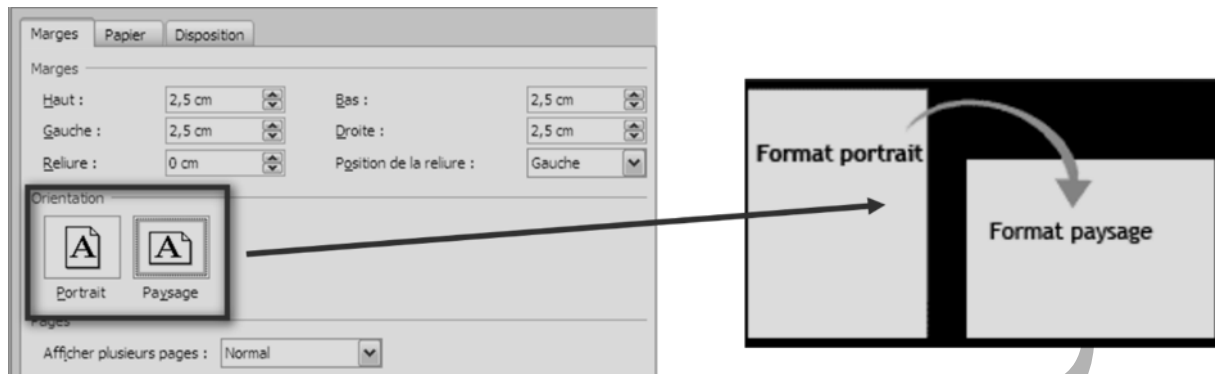 Marges Papier Disposition
Marges
Haut : 2,5 cm Bas : 2,5 cm
Gauche : 2,5 cm Droite : 2,5 cm
Reliure : 0 cm Position de la reliure : Gauche
Orientation
A A
Portrait Paysage
Pages
Afficher plusieurs pages : Normal
Format portrait
Format paysage